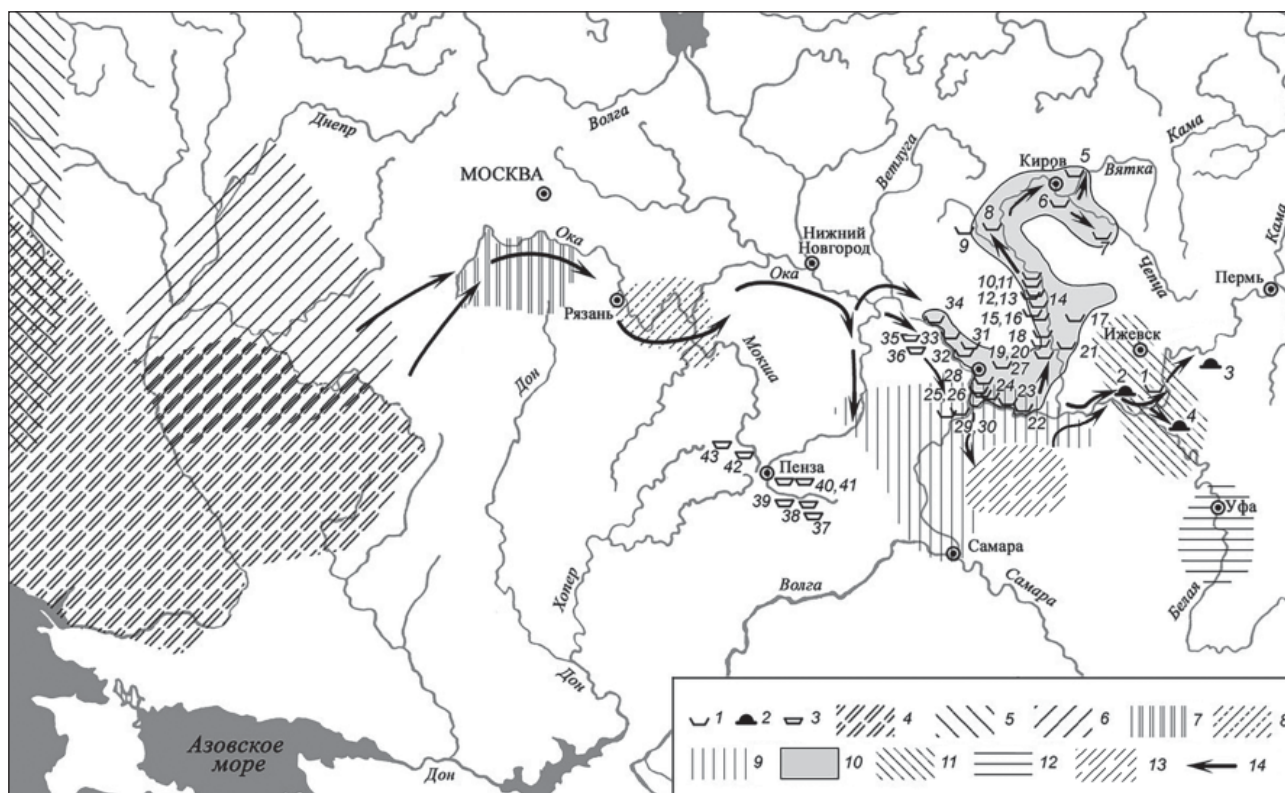 Днепр
Волга
Ветлуга
Кама
МОСКВА
Киров
5
Вятка
6
7
8
9
Ока
Нижний
Новгород
Ока
Чепца
Кама
Пермь
10,11
12,13
14
15,16
17
Рязань
34
35
33
31
18
Ижевск
36
32
19,20
21
27
28
24
23
25,26
22
29,30
1
2
3
4
Мокша
Дон
43
42
Пенза
40,41
39
38
37
Уфа
Самара
Хопер
Волга
Самара
Белая
Дон
Азовское
море
Дон
1 2 3 4 5 6 7 8
9 10 11 12 13 14